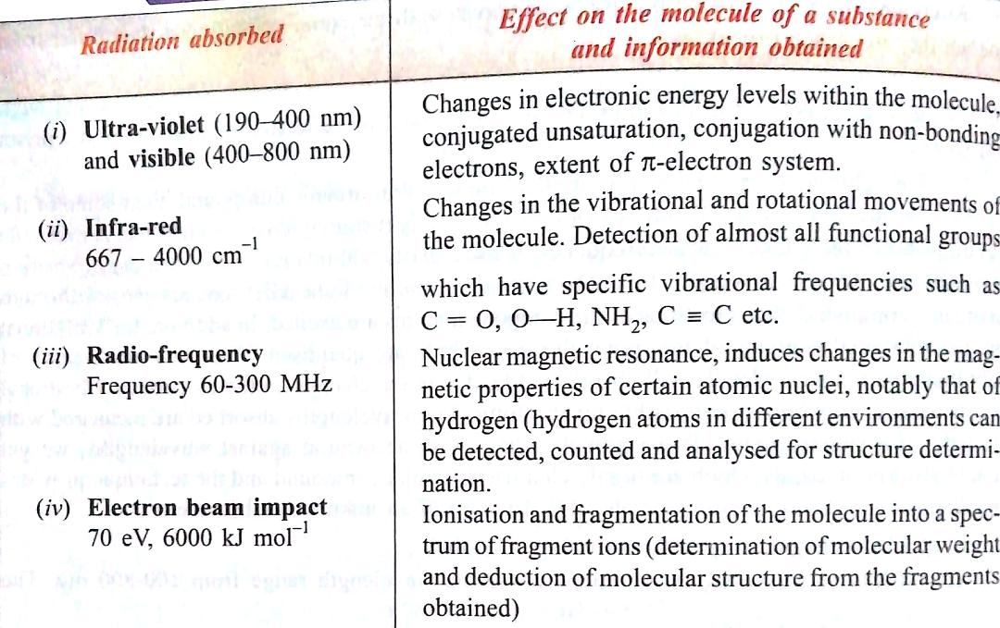 Radiation absorbed
Effect on the molecule of a substance
and information obtained
(i) Ultra-violet (190–400 nm)
and visible (400–800 nm)
Changes in electronic energy levels within the molecule,
conjugated unsaturation, conjugation with non-bonding
electrons, extent of π-electron system.
(ii) Infra-red
667 – 4000 cm⁻¹
Changes in the vibrational and rotational movements of
the molecule. Detection of almost all functional groups
which have specific vibrational frequencies such as
C = O, O—H, NH₂, C ≡ C etc.
(iii) Radio-frequency
Frequency 60-300 MHz
Nuclear magnetic resonance, induces changes in the mag-
netic properties of certain atomic nuclei, notably that of
hydrogen (hydrogen atoms in different environments can
be detected, counted and analysed for structure determi-
nation.
(iv) Electron beam impact
70 eV, 6000 kJ mol⁻¹
Ionisation and fragmentation of the molecule into a spec-
trum of fragment ions (determination of molecular weight
and deduction of molecular structure from the fragments
obtained)